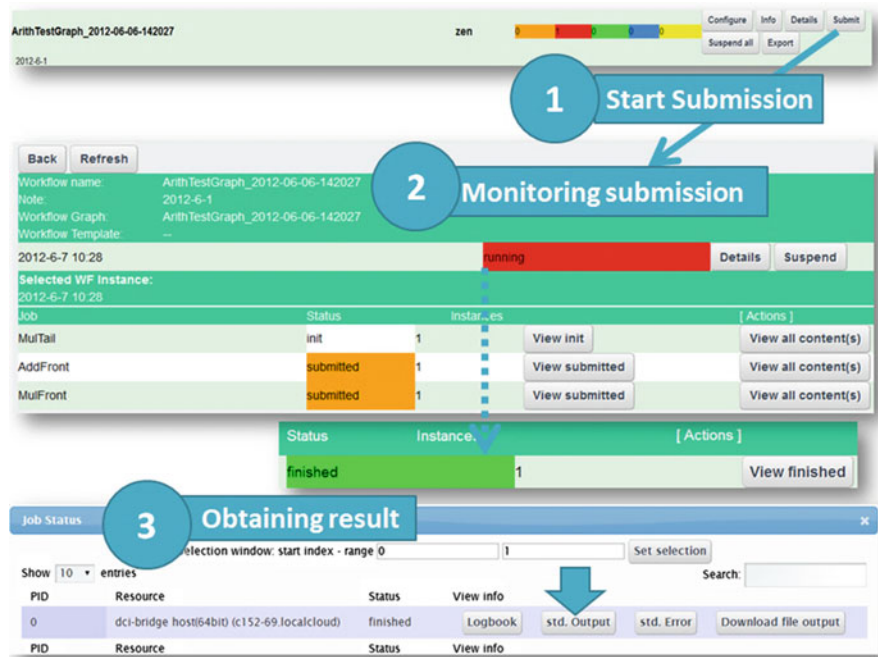 Configure Info Details Submit
ArithTestGraph_2012-06-06-142027 zen 0 1 0 0 0
Suspend all Export
2012-6-1
1 Start Submission
Back Refresh
2 Monitoring submission
Workflow name: ArithTestGraph_2012-06-06-142027
Note: 2012-6-1
Workflow Graph: ArithTestGraph_2012-06-06-142027
Workflow Template: --
2012-6-7 10:28 running Details Suspend
Selected WF Instance:
2012-6-7 10:28
Job Status Instances [ Actions ]
MulTail init 1 View init View all content(s)
AddFront submitted 1 View submitted View all content(s)
MulFront submitted 1 View submitted View all content(s)
Status Instance [ Actions ]
finished 1 View finished
3 Obtaining result
Job Status x
election window: start index - range 0 1 Set selection
Show 10 entries Search:
PID Resource Status View info
0 dci-bridge host(64bit) (c152-69.localcloud) finished Logbook std. Output std. Error Download file output
PID Resource Status View info